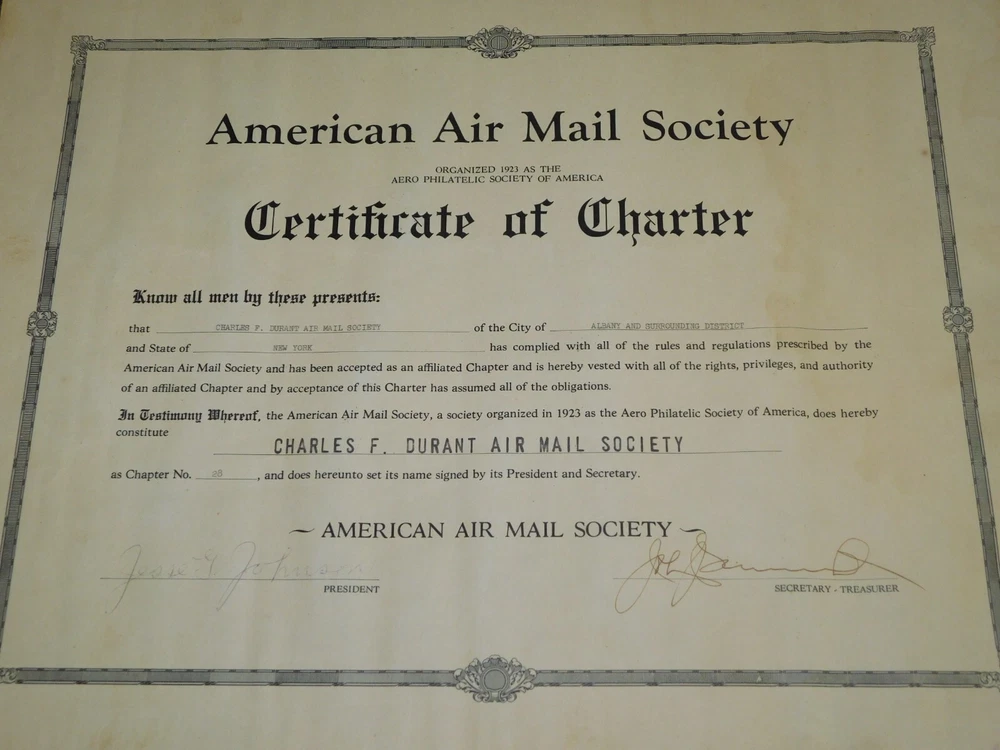 American Air Mail Society
ORGANIZED 1923 AS THE
AERO PHILATELIC SOCIETY OF AMERICA
Certificate of Charter
Know all men by these presents:
that CHARLES F. DURANT AIR MAIL SOCIETY of the City of ALBANY AND SURROUNDING DISTRICT
and State of NEW YORK has complied with all of the rules and regulations prescribed by the
American Air Mail Society and has been accepted as an affiliated Chapter and is hereby vested with all of the rights, privileges, and authority
of an affiliated Chapter and by acceptance of this Charter has assumed all of the obligations.
In Testimony Whereof, the American Air Mail Society, a society organized in 1923 as the Aero Philatelic Society of America, does hereby
constitute
CHARLES F. DURANT AIR MAIL SOCIETY
as Chapter No. 28, and does hereunto set its name signed by its President and Secretary.
~ AMERICAN AIR MAIL SOCIETY ~
Jesse G. Johnson
PRESIDENT
SECRETARY - TREASURER